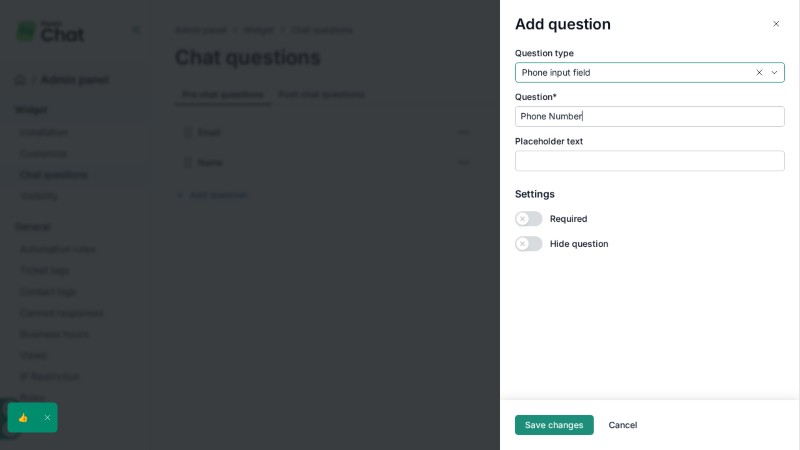 Chat
Admin panel / Widget / Chat questions
Chat questions
/ Admin panel
Pre chat questions
Post chat questions
Widget
Installation
Customise
Chat questions
Visibility
Email
Name
+ Add question
General
Automation rules
Ticket tags
Contact tags
Canned responses
Business hours
Views
IP Restriction
Add question
Question type
Phone input field
Question*
Phone Number
Placeholder text
Settings
Required
Hide question
Save changes
Cancel